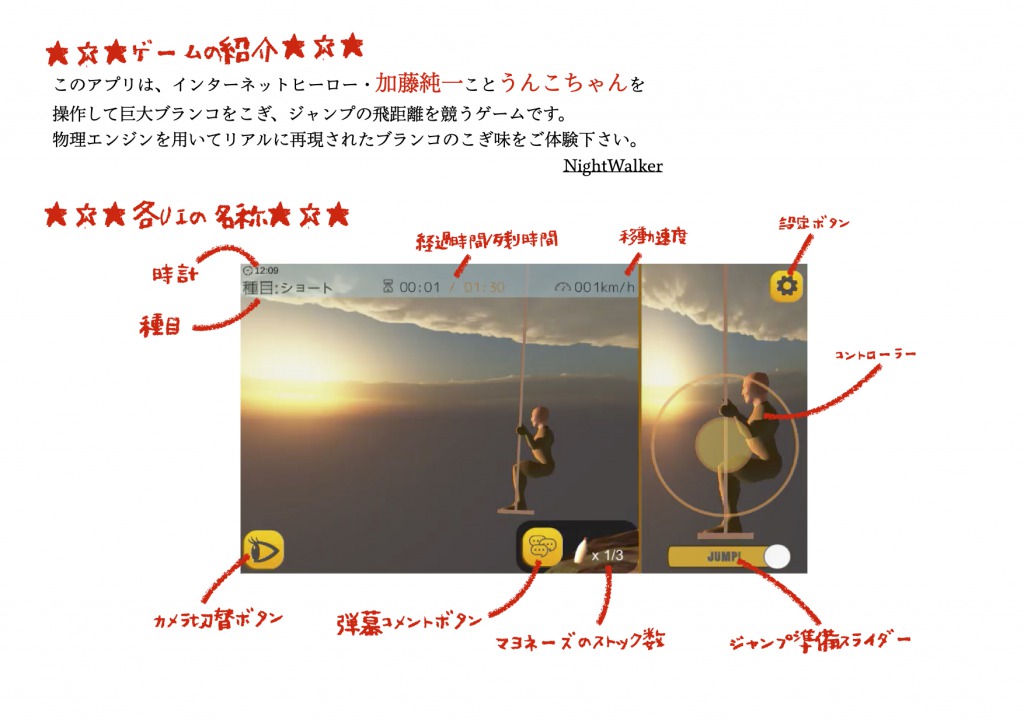 ★☆★ゲームの紹介★☆★
このアプリは、インターネットヒーロー・加藤純一ことうんこちゃんを
操作して巨大ブランコをこぎ、ジャンプの飛距離を競うゲームです。
物理エンジンを用いてリアルに再現されたブランコのこぎ味をご体験下さい。
NightWalker
★☆★各UIの名称★☆★
設定ボタン
経過時間/残り時間
移動速度
時計
12:09
種目:ショート
00:01 / 01:30
001km/h
種目
コントローラー
x 1/3
JUMP!
カメラ切替ボタン
弾幕コメントボタン
マヨネーズのストック数
ジャンプ準備スライダー